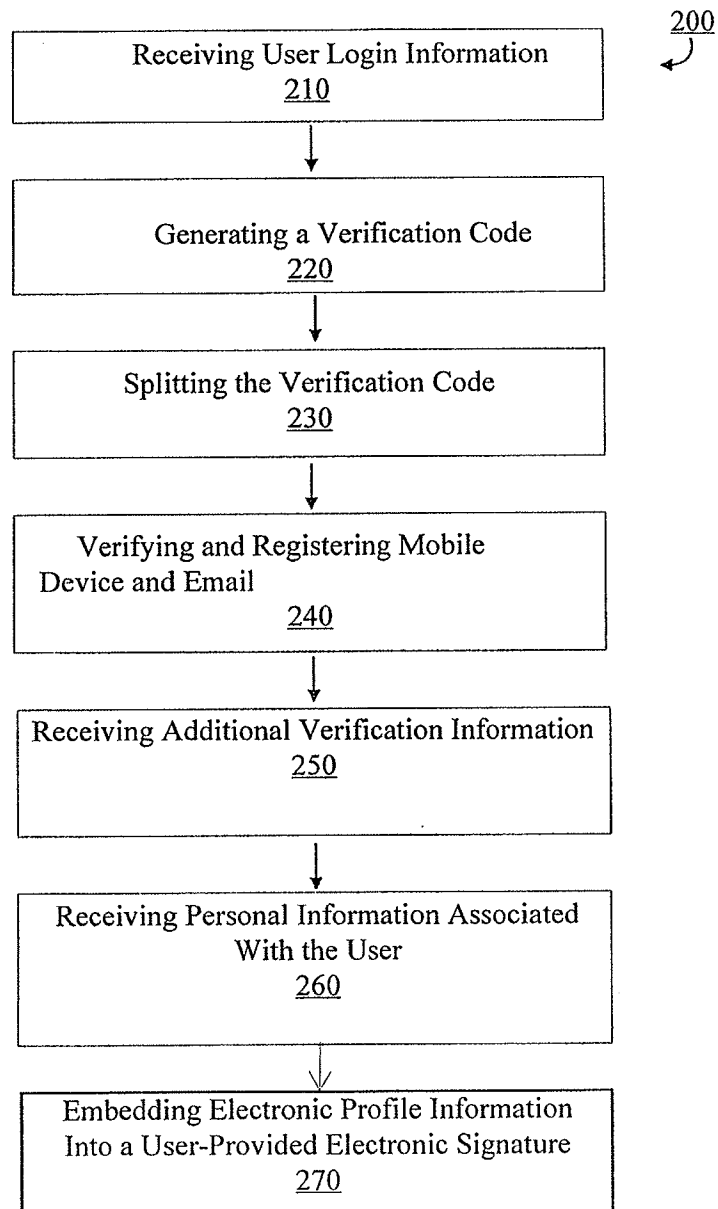 200
Receiving User Login Information
210
Generating a Verification Code
220
Splitting the Verification Code
230
Verifying and Registering Mobile
Device and Email
240
Receiving Additional Verification Information
250
Receiving Personal Information Associated
With the User
260
Embedding Electronic Profile Information
Into a User-Provided Electronic Signature
270